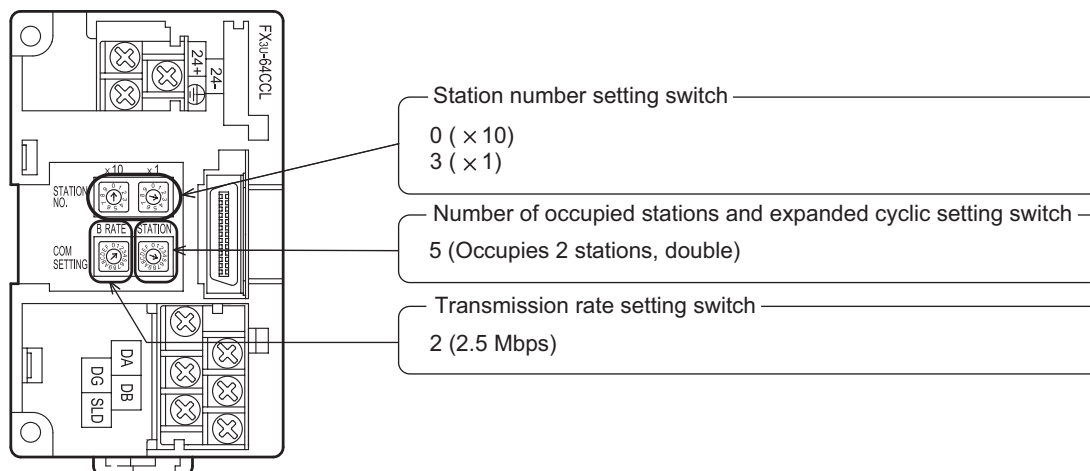 FX3U-64CCL
24+
24-
×10 ×1
STATION NO.
B RATE STATION
COM SETTING
DA
DG
DB
SLD
Station number setting switch
0 ( × 10)
3 ( × 1)
Number of occupied stations and expanded cyclic setting switch
5 (Occupies 2 stations, double)
Transmission rate setting switch
2 (2.5 Mbps)